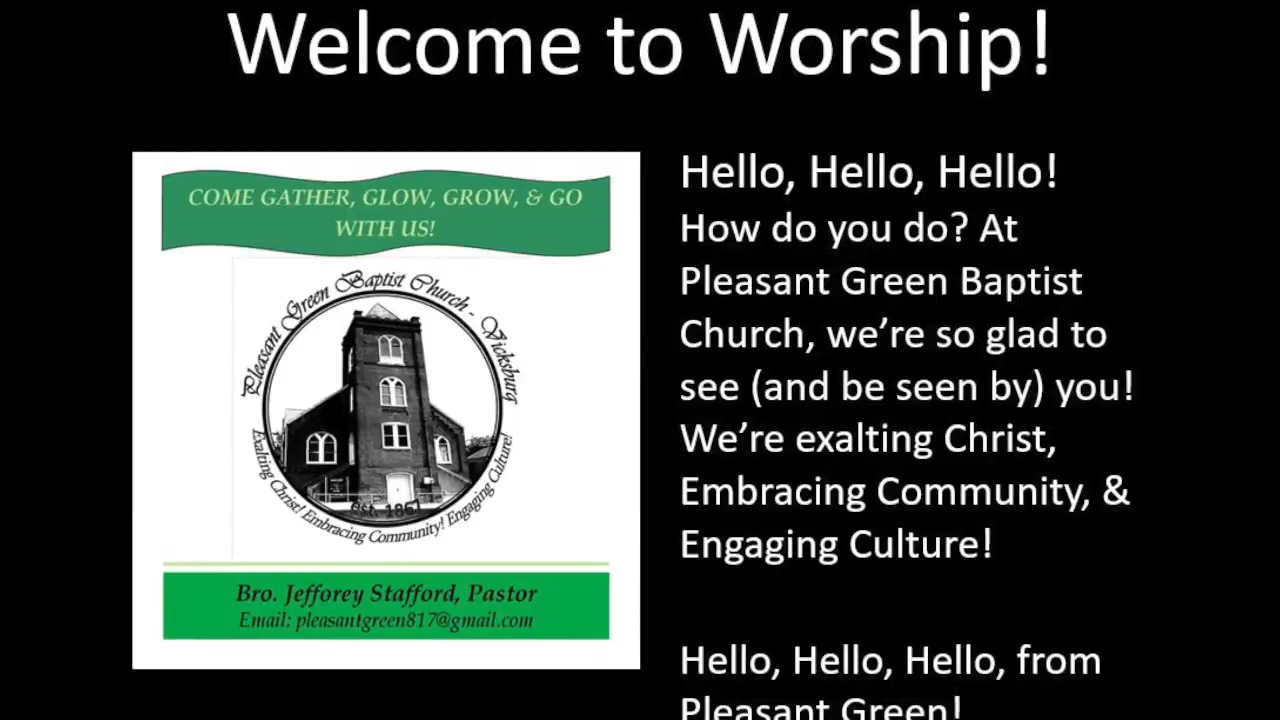 Welcome to Worship!
COME GATHER, GLOW, GROW, & GO
WITH US!
Pleasant Green Baptist Church - Vicksburg
Exalting Christ! Embracing Community! Engaging Culture!
Bro. Jefforey Stafford, Pastor
Email: pleasantgreen817@gmail.com
Hello, Hello, Hello!
How do you do? At
Pleasant Green Baptist
Church, we’re so glad to
see (and be seen by) you!
We’re exalting Christ,
Embracing Community, &
Engaging Culture!
Hello, Hello, Hello, from
Pleasant Green!